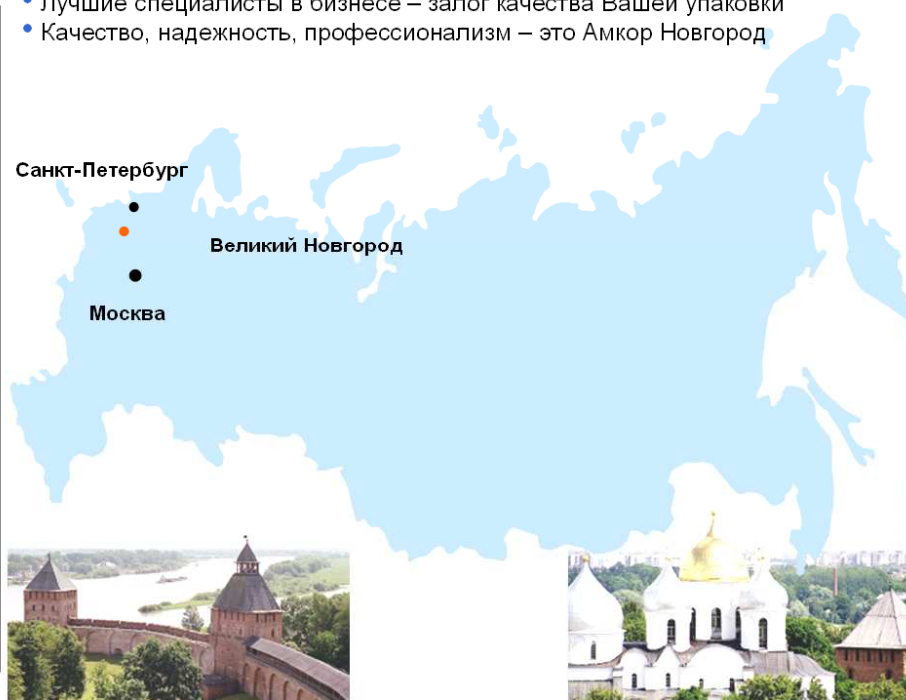 Лучшие специалисты в бизнесе – залог качества Вашей упаковки
Качество, надежность, профессионализм – это Амкор Новгород
Санкт-Петербург
Великий Новгород
Москва